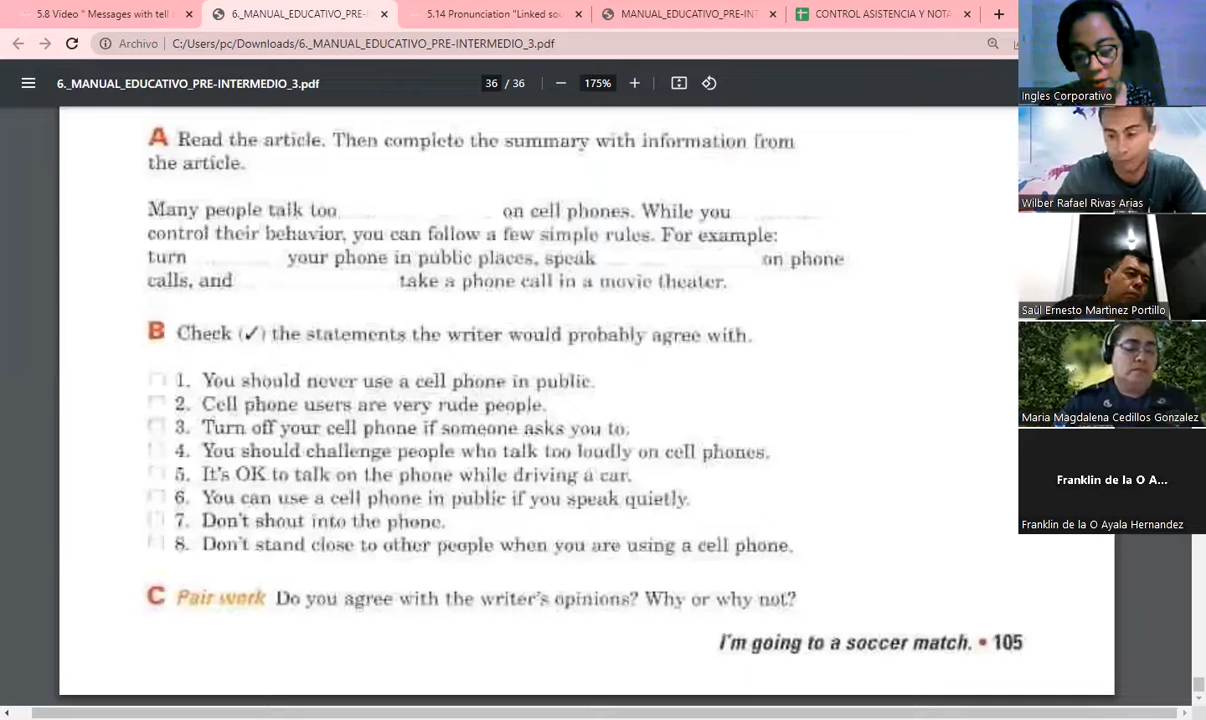 5.8 Video " Messages with tell
6._MANUAL_EDUCATIVO_PRE-
5.14 Pronunciation "Linked sou
MANUAL_EDUCATIVO_PRE-INT
CONTROL ASISTENCIA Y NOTA
Archivo C:/Users/pc/Downloads/6._MANUAL_EDUCATIVO_PRE-INTERMEDIO_3.pdf
6._MANUAL_EDUCATIVO_PRE-INTERMEDIO_3.pdf
36 / 36
175%
A Read the article. Then complete the summary with information from
the article.
Many people talk too on cell phones. While you
control their behavior, you can follow a few simple rules. For example:
turn your phone in public places, speak on phone
calls, and take a phone call in a movie theater.
B Check (✓) the statements the writer would probably agree with.
1. You should never use a cell phone in public.
2. Cell phone users are very rude people.
3. Turn off your cell phone if someone asks you to.
4. You should challenge people who talk too loudly on cell phones.
5. It's OK to talk on the phone while driving a car.
6. You can use a cell phone in public if you speak quietly.
7. Don't shout into the phone.
8. Don't stand close to other people when you are using a cell phone.
C Pair work Do you agree with the writer's opinions? Why or why not?
I'm going to a soccer match. • 105
Ingles Corporativo
Wilber Rafael Rivas Arias
Saúl Ernesto Martìnez Portillo
Maria Magdalena Cedillos Gonzalez
Franklin de la O A...
Franklin de la O Ayala Hernandez